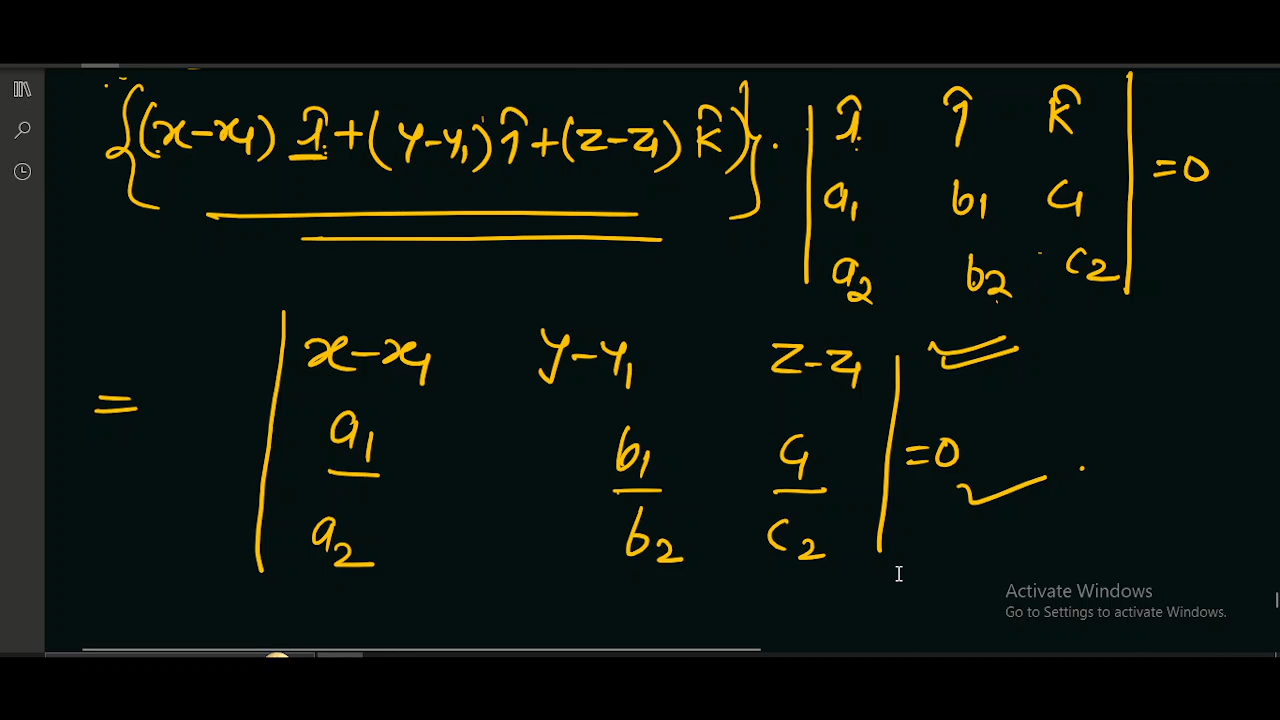 {(x-x₁) î+(y-y₁) ĵ+(z-z₁) k̂)}. | î ĵ k̂ | =0
| a₁ b₁ c₁ |
| a₂ b₂ c₂ |
= | x-x₁ y-y₁ z-z₁ |
| a₁ b₁ c₁ | =0
| a₂ b₂ c₂ |
Activate Windows
Go to Settings to activate Windows.